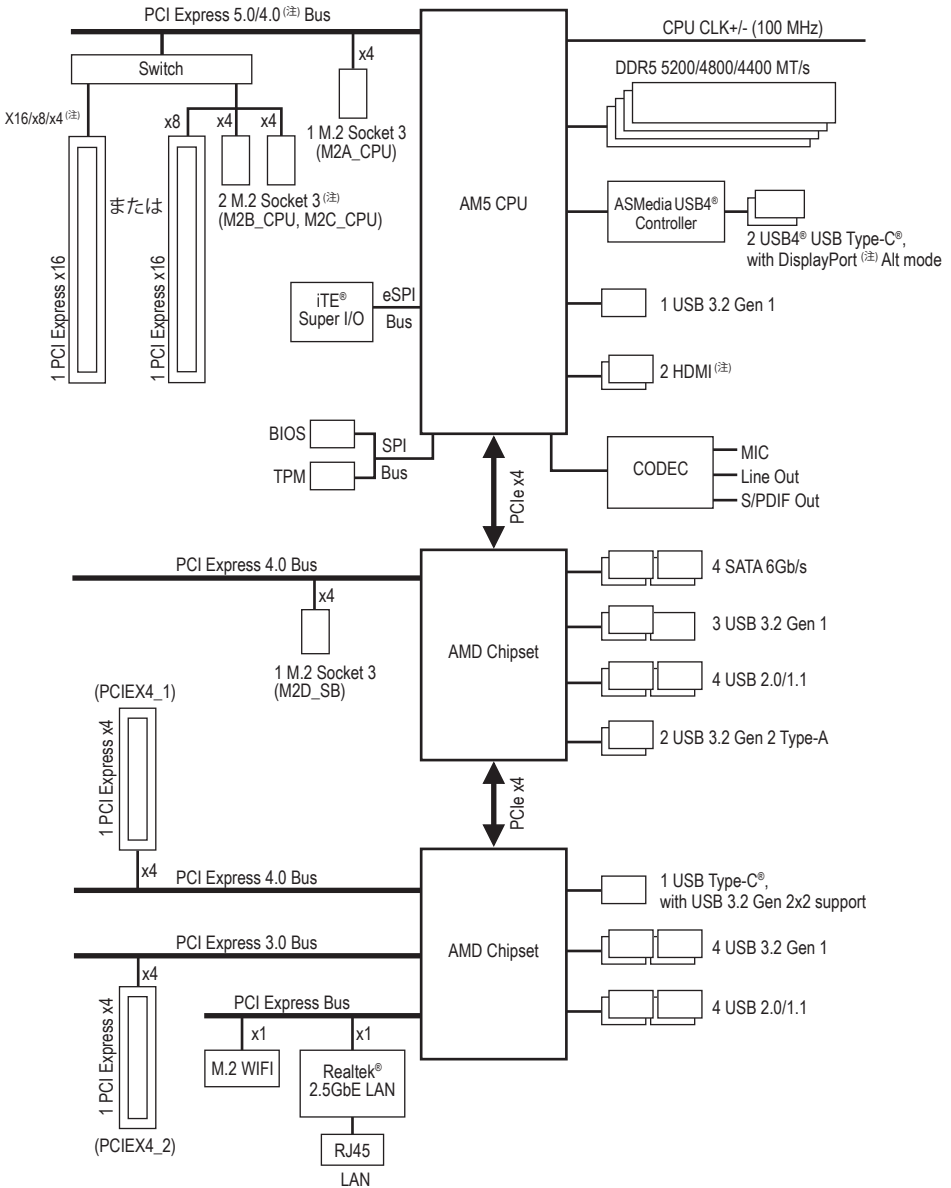 PCI Express 5.0/4.0 (注) Bus
CPU CLK+/- (100 MHz)
x4
Switch
DDR5 5200/4800/4400 MT/s
X16/x8/x4 (注)
x8
x4
x4
1 M.2 Socket 3
(M2A_CPU)
または
2 M.2 Socket 3 (注)
(M2B_CPU, M2C_CPU)
1 PCI Express x16
1 PCI Express x16
AM5 CPU
ASMedia USB4®
Controller
2 USB4® USB Type-C®,
with DisplayPort (注) Alt mode
iTE®
Super I/O
eSPI
Bus
1 USB 3.2 Gen 1
2 HDMI (注)
BIOS
TPM
SPI
Bus
PCIe x4
CODEC
MIC
Line Out
S/PDIF Out
PCI Express 4.0 Bus
x4
1 M.2 Socket 3
(M2D_SB)
AMD Chipset
4 SATA 6Gb/s
3 USB 3.2 Gen 1
4 USB 2.0/1.1
2 USB 3.2 Gen 2 Type-A
(PCIEX4_1)
1 PCI Express x4
x4
PCIe x4
PCI Express 4.0 Bus
AMD Chipset
1 USB Type-C®,
with USB 3.2 Gen 2x2 support
4 USB 3.2 Gen 1
4 USB 2.0/1.1
PCI Express 3.0 Bus
x4
1 PCI Express x4
(PCIEX4_2)
PCI Express Bus
x1
x1
M.2 WIFI
Realtek®
2.5GbE LAN
RJ45
LAN